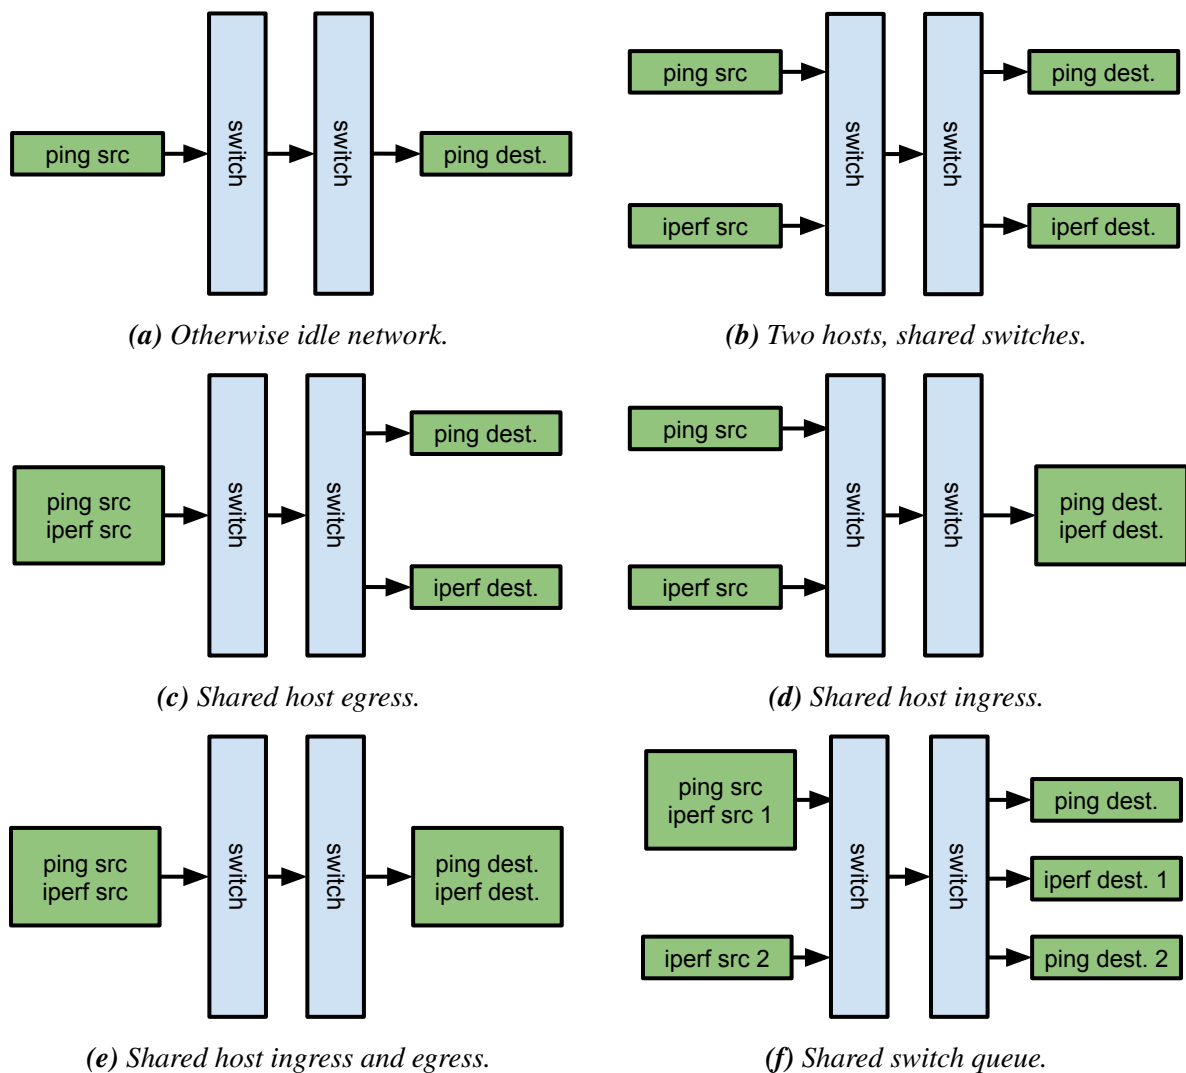 ping src
switch
switch
ping dest.
ping src
iperf src
switch
switch
ping dest.
iperf dest.
(a) Otherwise idle network.
(b) Two hosts, shared switches.
ping src
iperf src
switch
switch
ping dest.
iperf dest.
ping src
iperf src
switch
switch
ping dest.
iperf dest.
(c) Shared host egress.
(d) Shared host ingress.
ping src
iperf src
switch
switch
ping dest.
iperf dest.
ping src
iperf src 1
iperf src 2
switch
switch
ping dest.
iperf dest. 1
ping dest. 2
(e) Shared host ingress and egress.
(f) Shared switch queue.